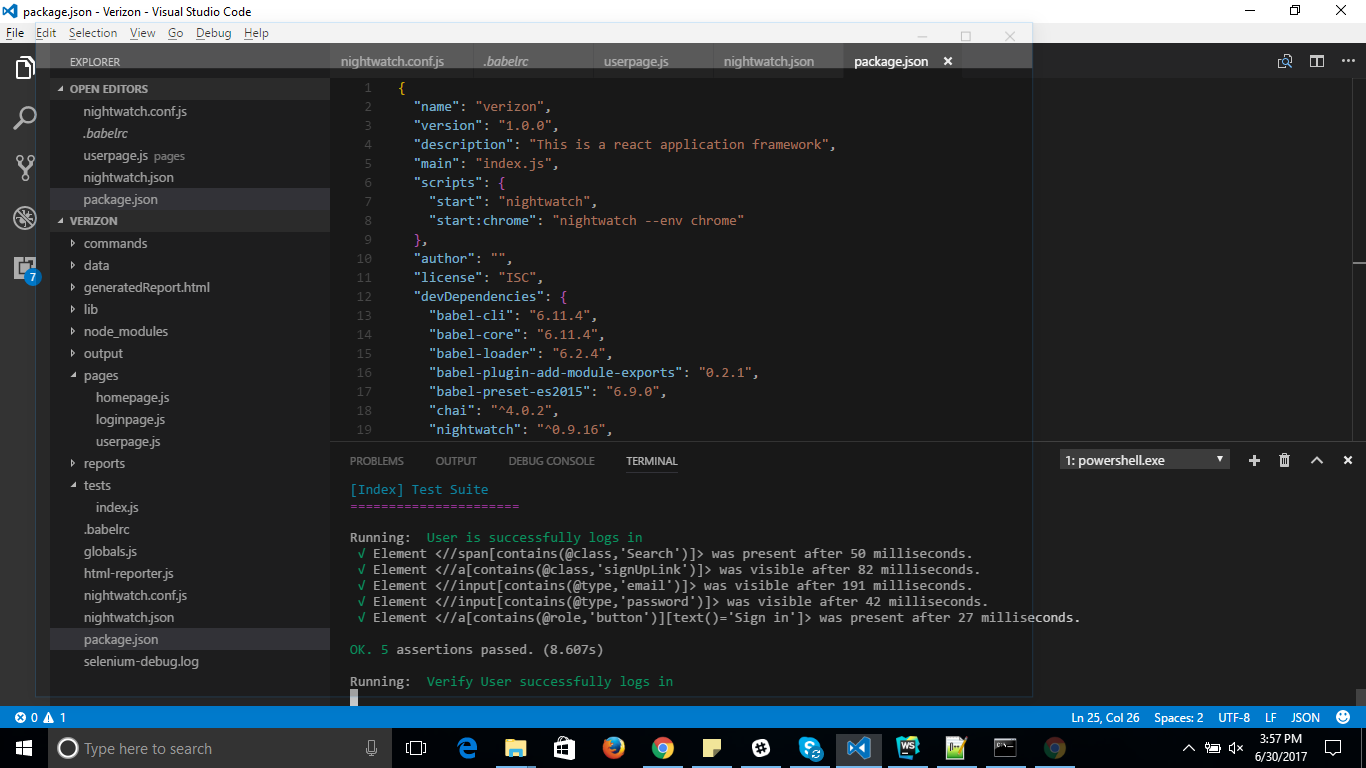 package.json - Verizon - Visual Studio Code
File Edit Selection View Go Debug Help
EXPLORER
OPEN EDITORS
nightwatch.conf.js
.babelrc
userpage.js pages
nightwatch.json
package.json
VERIZON
commands
data
generatedReport.html
lib
node_modules
output
pages
homepage.js
loginpage.js
userpage.js
reports
tests
index.js
.babelrc
globals.js
html-reporter.js
nightwatch.conf.js
nightwatch.json
package.json
selenium-debug.log
7
nightwatch.conf.js .babelrc userpage.js nightwatch.json package.json
1 {
2 "name": "verizon",
3 "version": "1.0.0",
4 "description": "This is a react application framework",
5 "main": "index.js",
6 "scripts": {
7 "start": "nightwatch",
8 "start:chrome": "nightwatch --env chrome"
9 },
10 "author": "",
11 "license": "ISC",
12 "devDependencies": {
13 "babel-cli": "6.11.4",
14 "babel-core": "6.11.4",
15 "babel-loader": "6.2.4",
16 "babel-plugin-add-module-exports": "0.2.1",
17 "babel-preset-es2015": "6.9.0",
18 "chai": "^4.0.2",
19 "nightwatch": "^0.9.16",
PROBLEMS OUTPUT DEBUG CONSOLE TERMINAL
1: powershell.exe
[Index] Test Suite
======================
Running:  User is successfully logs in
√ Element <//span[contains(@class,'Search')]> was present after 50 milliseconds.
√ Element <//a[contains(@class,'signUpLink')]> was visible after 82 milliseconds.
√ Element <//input[contains(@type,'email')]> was visible after 191 milliseconds.
√ Element <//input[contains(@type,'password')]> was visible after 42 milliseconds.
√ Element <//a[contains(@role,'button')][text()='Sign in']> was present after 27 milliseconds.
OK. 5 assertions passed. (8.607s)
Running:  Verify User successfully logs in
0 1
Ln 25, Col 26 Spaces: 2 UTF-8 LF JSON
Type here to search
WS
3:57 PM
6/30/2017